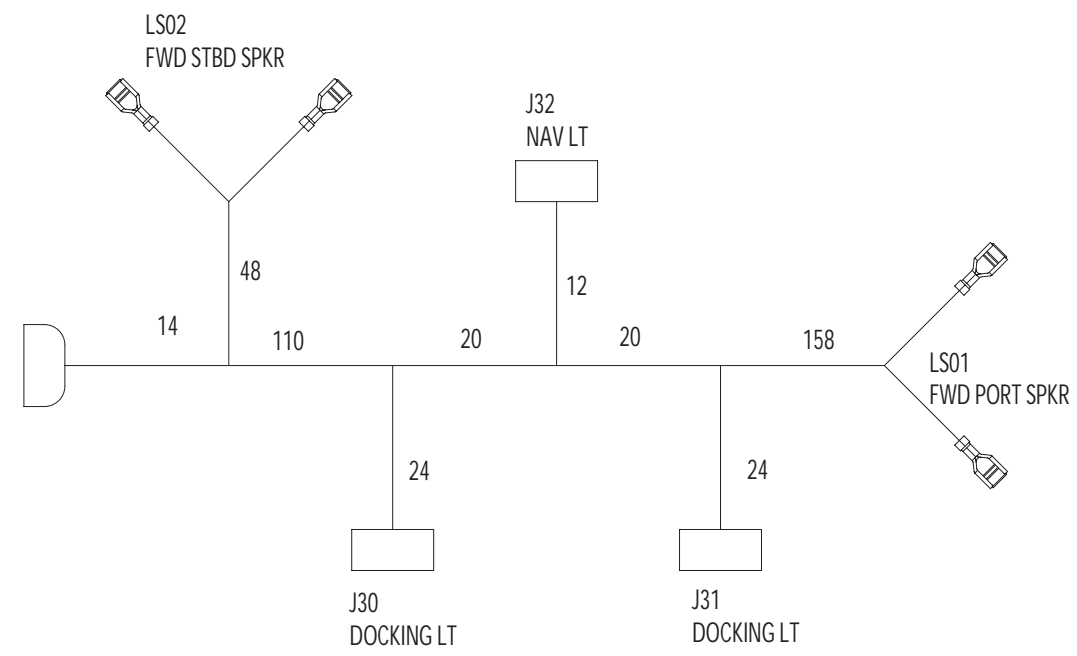 LS02
FWD STBD SPKR
J32
NAV LT
48
12
14
110
20
20
158
LS01
FWD PORT SPKR
24
24
J30
DOCKING LT
J31
DOCKING LT